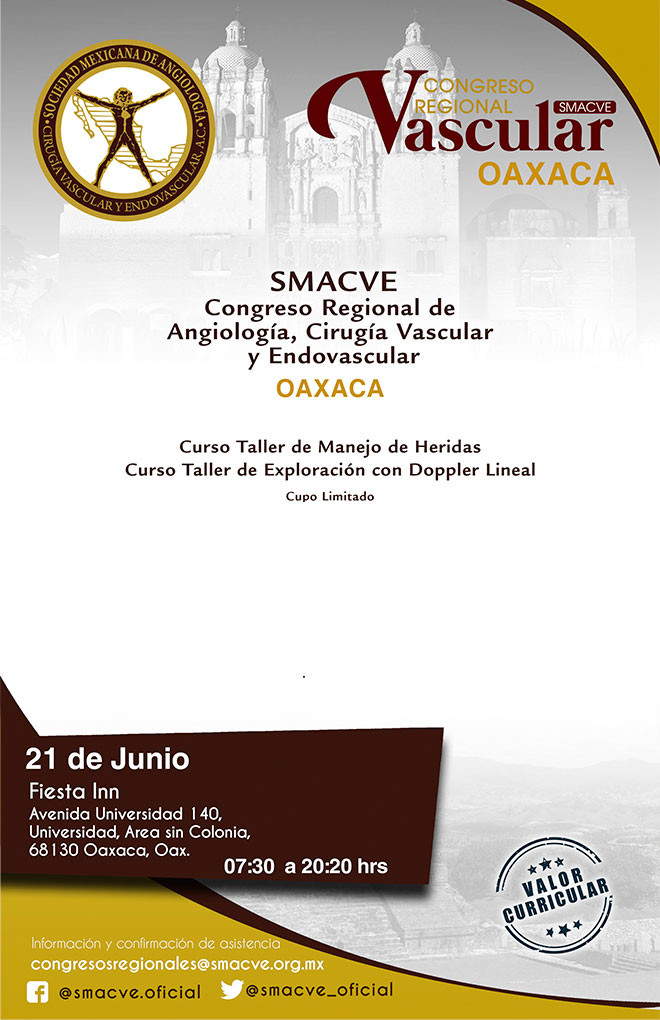 SOCIEDAD MEXICANA DE ANGIOLOGÍA,
CIRUGÍA VASCULAR Y ENDOVASCULAR, A.C.
CONGRESO
REGIONAL
SMACVE
Vascular
OAXACA
SMACVE
Congreso Regional de
Angiología, Cirugía Vascular
y Endovascular
OAXACA
Curso Taller de Manejo de Heridas
Curso Taller de Exploración con Doppler Lineal
Cupo Limitado
21 de Junio
Fiesta Inn
Avenida Universidad 140,
Universidad, Area sin Colonia,
68130 Oaxaca, Oax.
07:30 a 20:20 hrs
VALOR
CURRICULAR
Información y confirmación de asistencia
congresosregionales@smacve.org.mx
@smacve.oficial @smacve_oficial